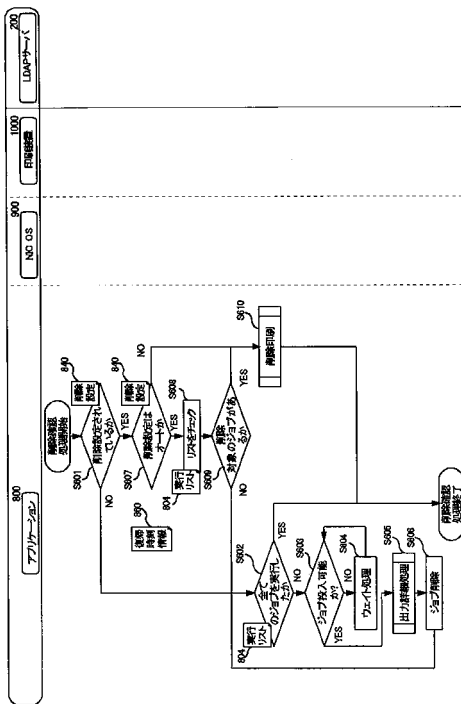 800
アプリケーション
900
NIC OS
1000
印刷装置
200
LDAPサーバ
削除確認
処理開始
S601
削除設定され
ているか
840
削除
設定
NO
YES
S607
削除設定は
オートか
840
削除
設定
NO
YES
860
復帰
時刻
情報
804
実行
リスト
S608
リストをチェック
S609
削除
対象のジョブがあ
るか
NO
YES
S610
削除印刷
804
実行
リスト
S602
全て
のジョブを実行し
たか
YES
NO
S603
ジョブ投入可能
か?
NO
YES
S604
ウェイト処理
S605
出力詳細処理
S606
ジョブ削除
削除確認
処理終了